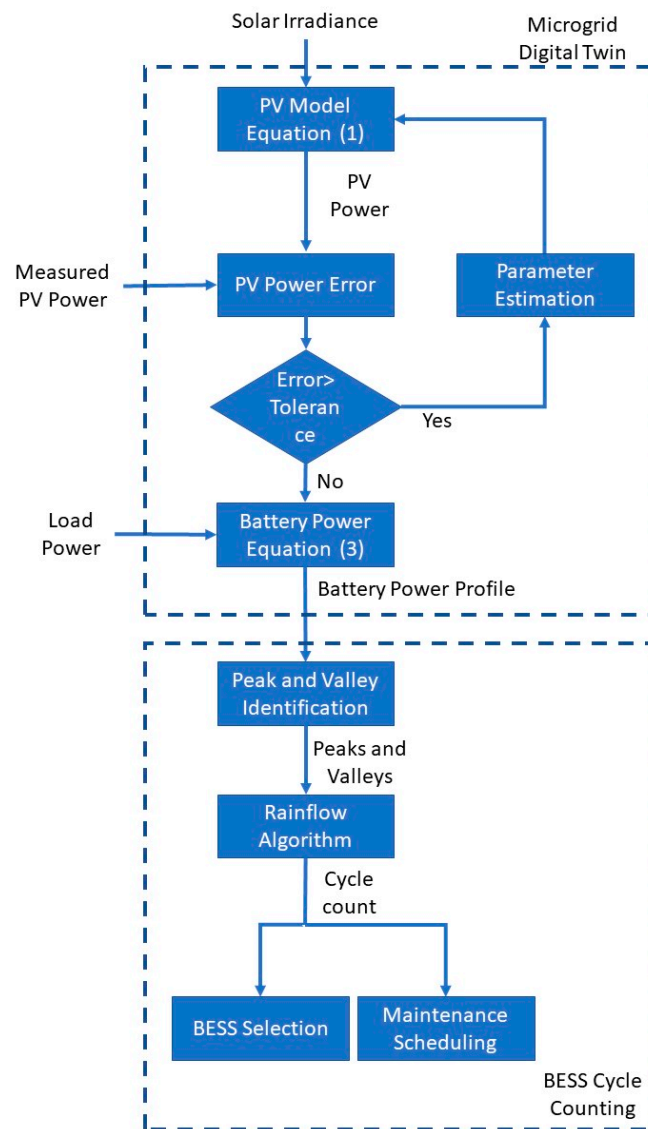 Solar Irradiance
Microgrid
Digital Twin
PV Model
Equation (1)
PV
Power
Measured
PV Power
PV Power Error
Parameter
Estimation
Error>
Toleran
ce
Yes
No
Load
Power
Battery Power
Equation (3)
Battery Power Profile
Peak and Valley
Identification
Peaks and
Valleys
Rainflow
Algorithm
Cycle
count
BESS Selection
Maintenance
Scheduling
BESS Cycle
Counting